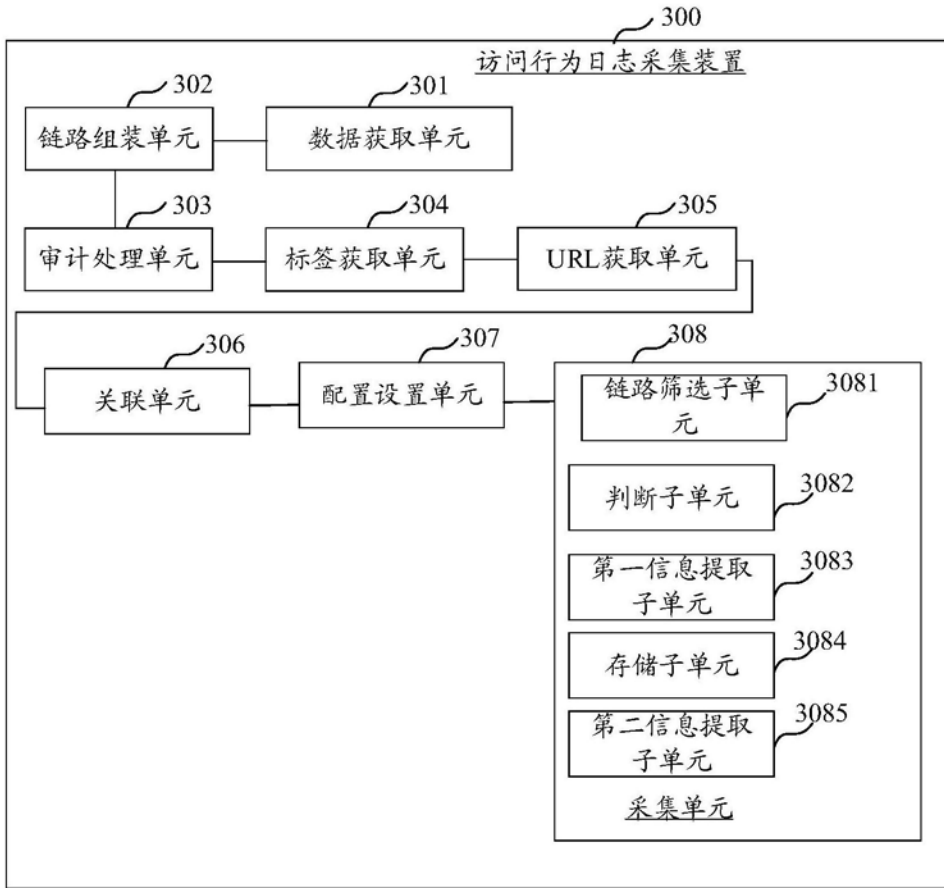 300
访问行为日志采集装置
302
301
链路组装单元
数据获取单元
303
304
305
审计处理单元
标签获取单元
URL获取单元
306
307
308
关联单元
配置设置单元
链路筛选子单
元
3081
判断子单元
3082
第一信息提取
子单元
3083
存储子单元
3084
第二信息提取
子单元
3085
采集单元